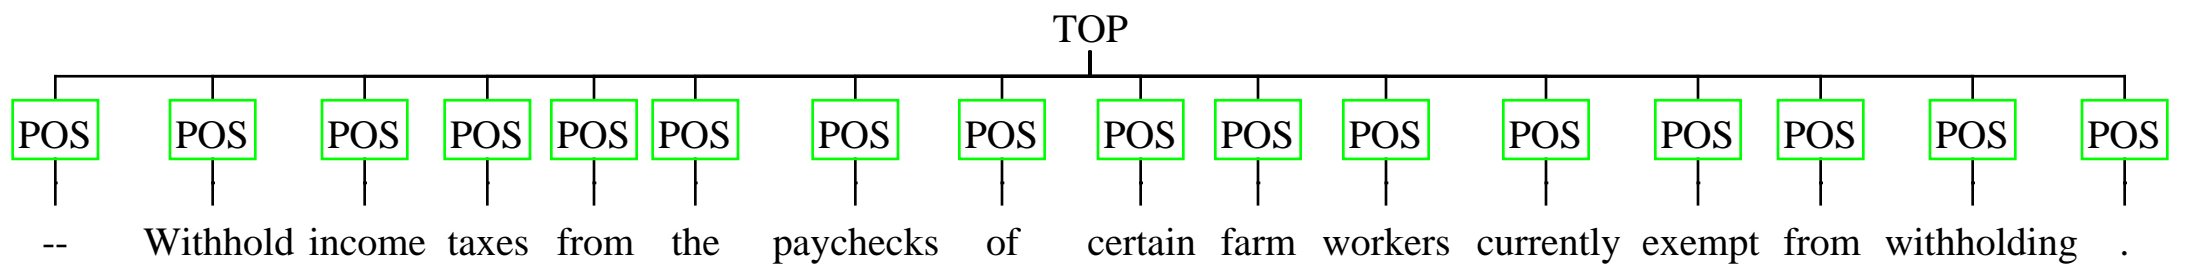 TOP
POS POS POS POS POS POS POS POS POS POS POS POS POS POS POS POS
-- Withhold income taxes from the paychecks of certain farm workers currently exempt from withholding .